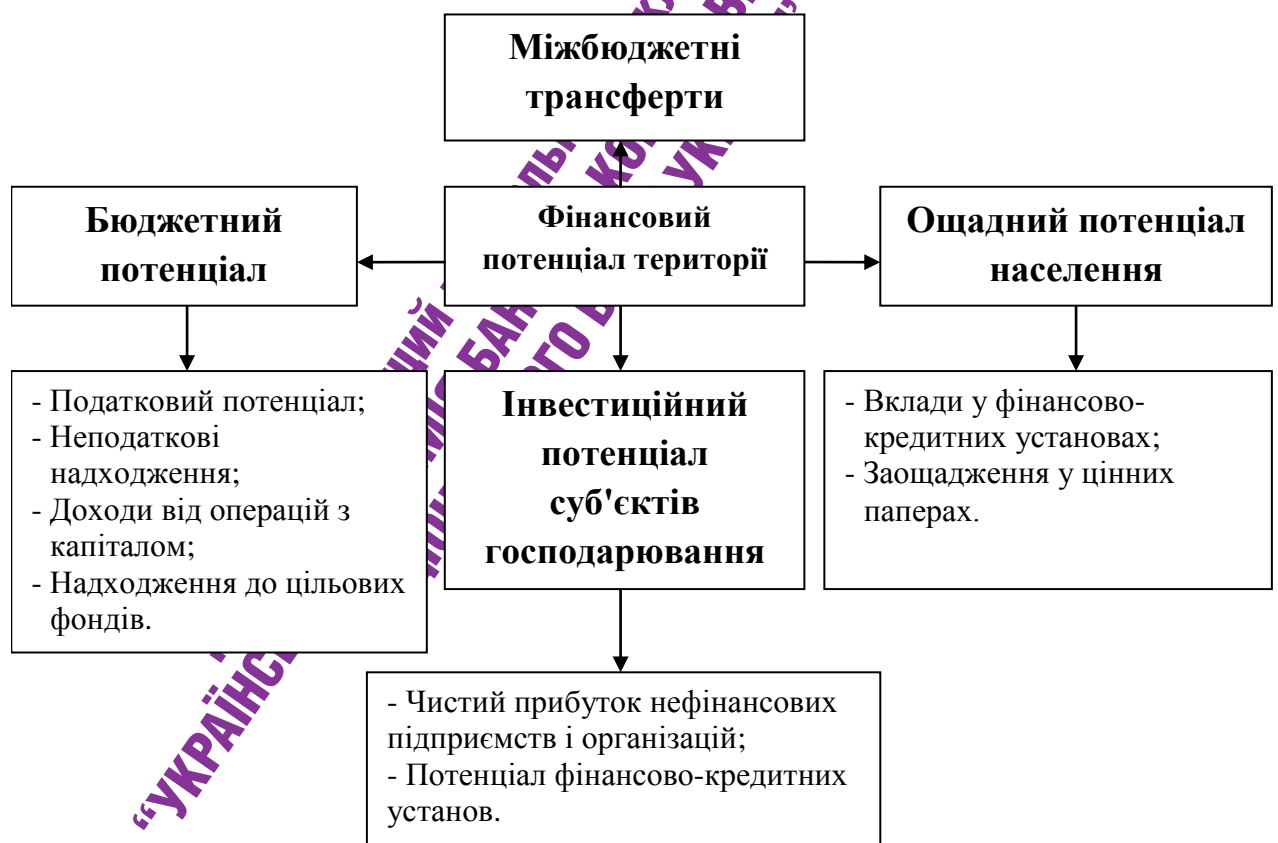 Міжбюджетні
трансферти
Бюджетний
потенціал
Фінансовий
потенціал території
Ощадний потенціал
населення
- Податковий потенціал;
- Неподаткові
надходження;
- Доходи від операцій з
капіталом;
- Надходження до цільових
фондів.
Інвестиційний
потенціал
суб'єктів
господарювання
- Вклади у фінансово-
кредитних установах;
- Заощадження у цінних
паперах.
- Чистий прибуток нефінансових
підприємств і організацій;
- Потенціал фінансово-кредитних
установ.